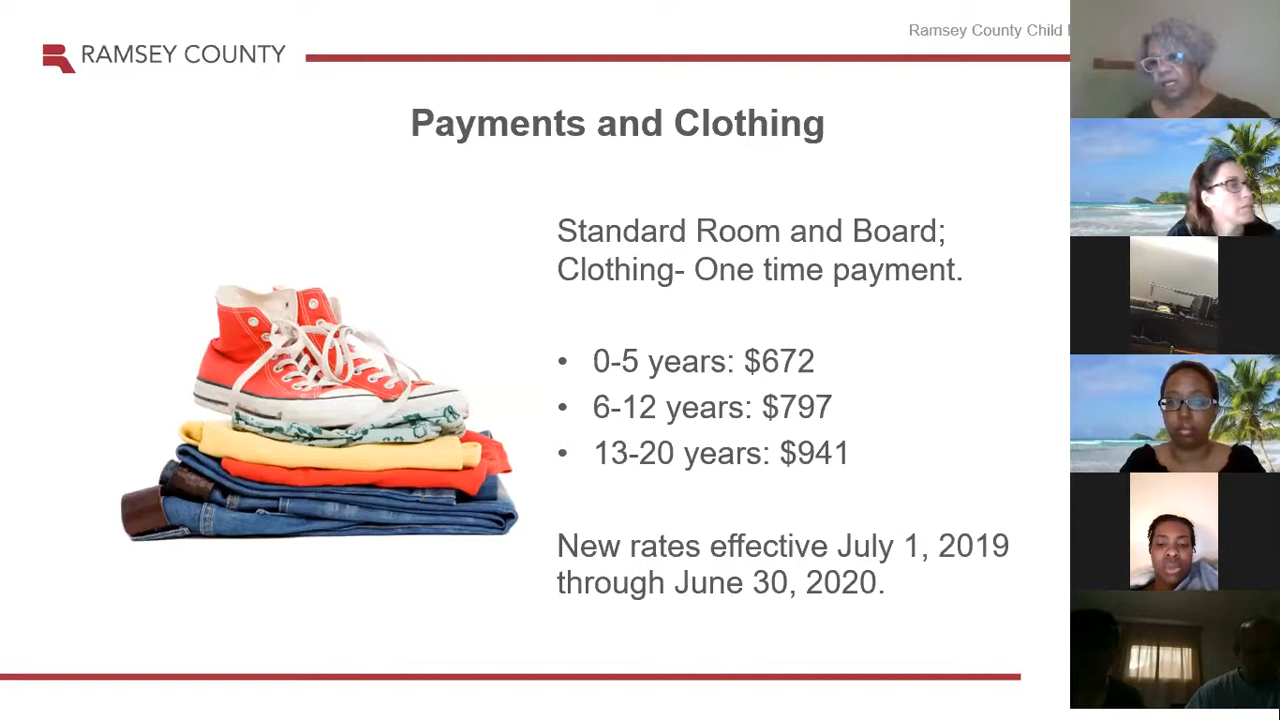 Ramsey County Child
RAMSEY COUNTY
Payments and Clothing
Standard Room and Board;
Clothing- One time payment.
• 0-5 years: $672
• 6-12 years: $797
• 13-20 years: $941
New rates effective July 1, 2019
through June 30, 2020.